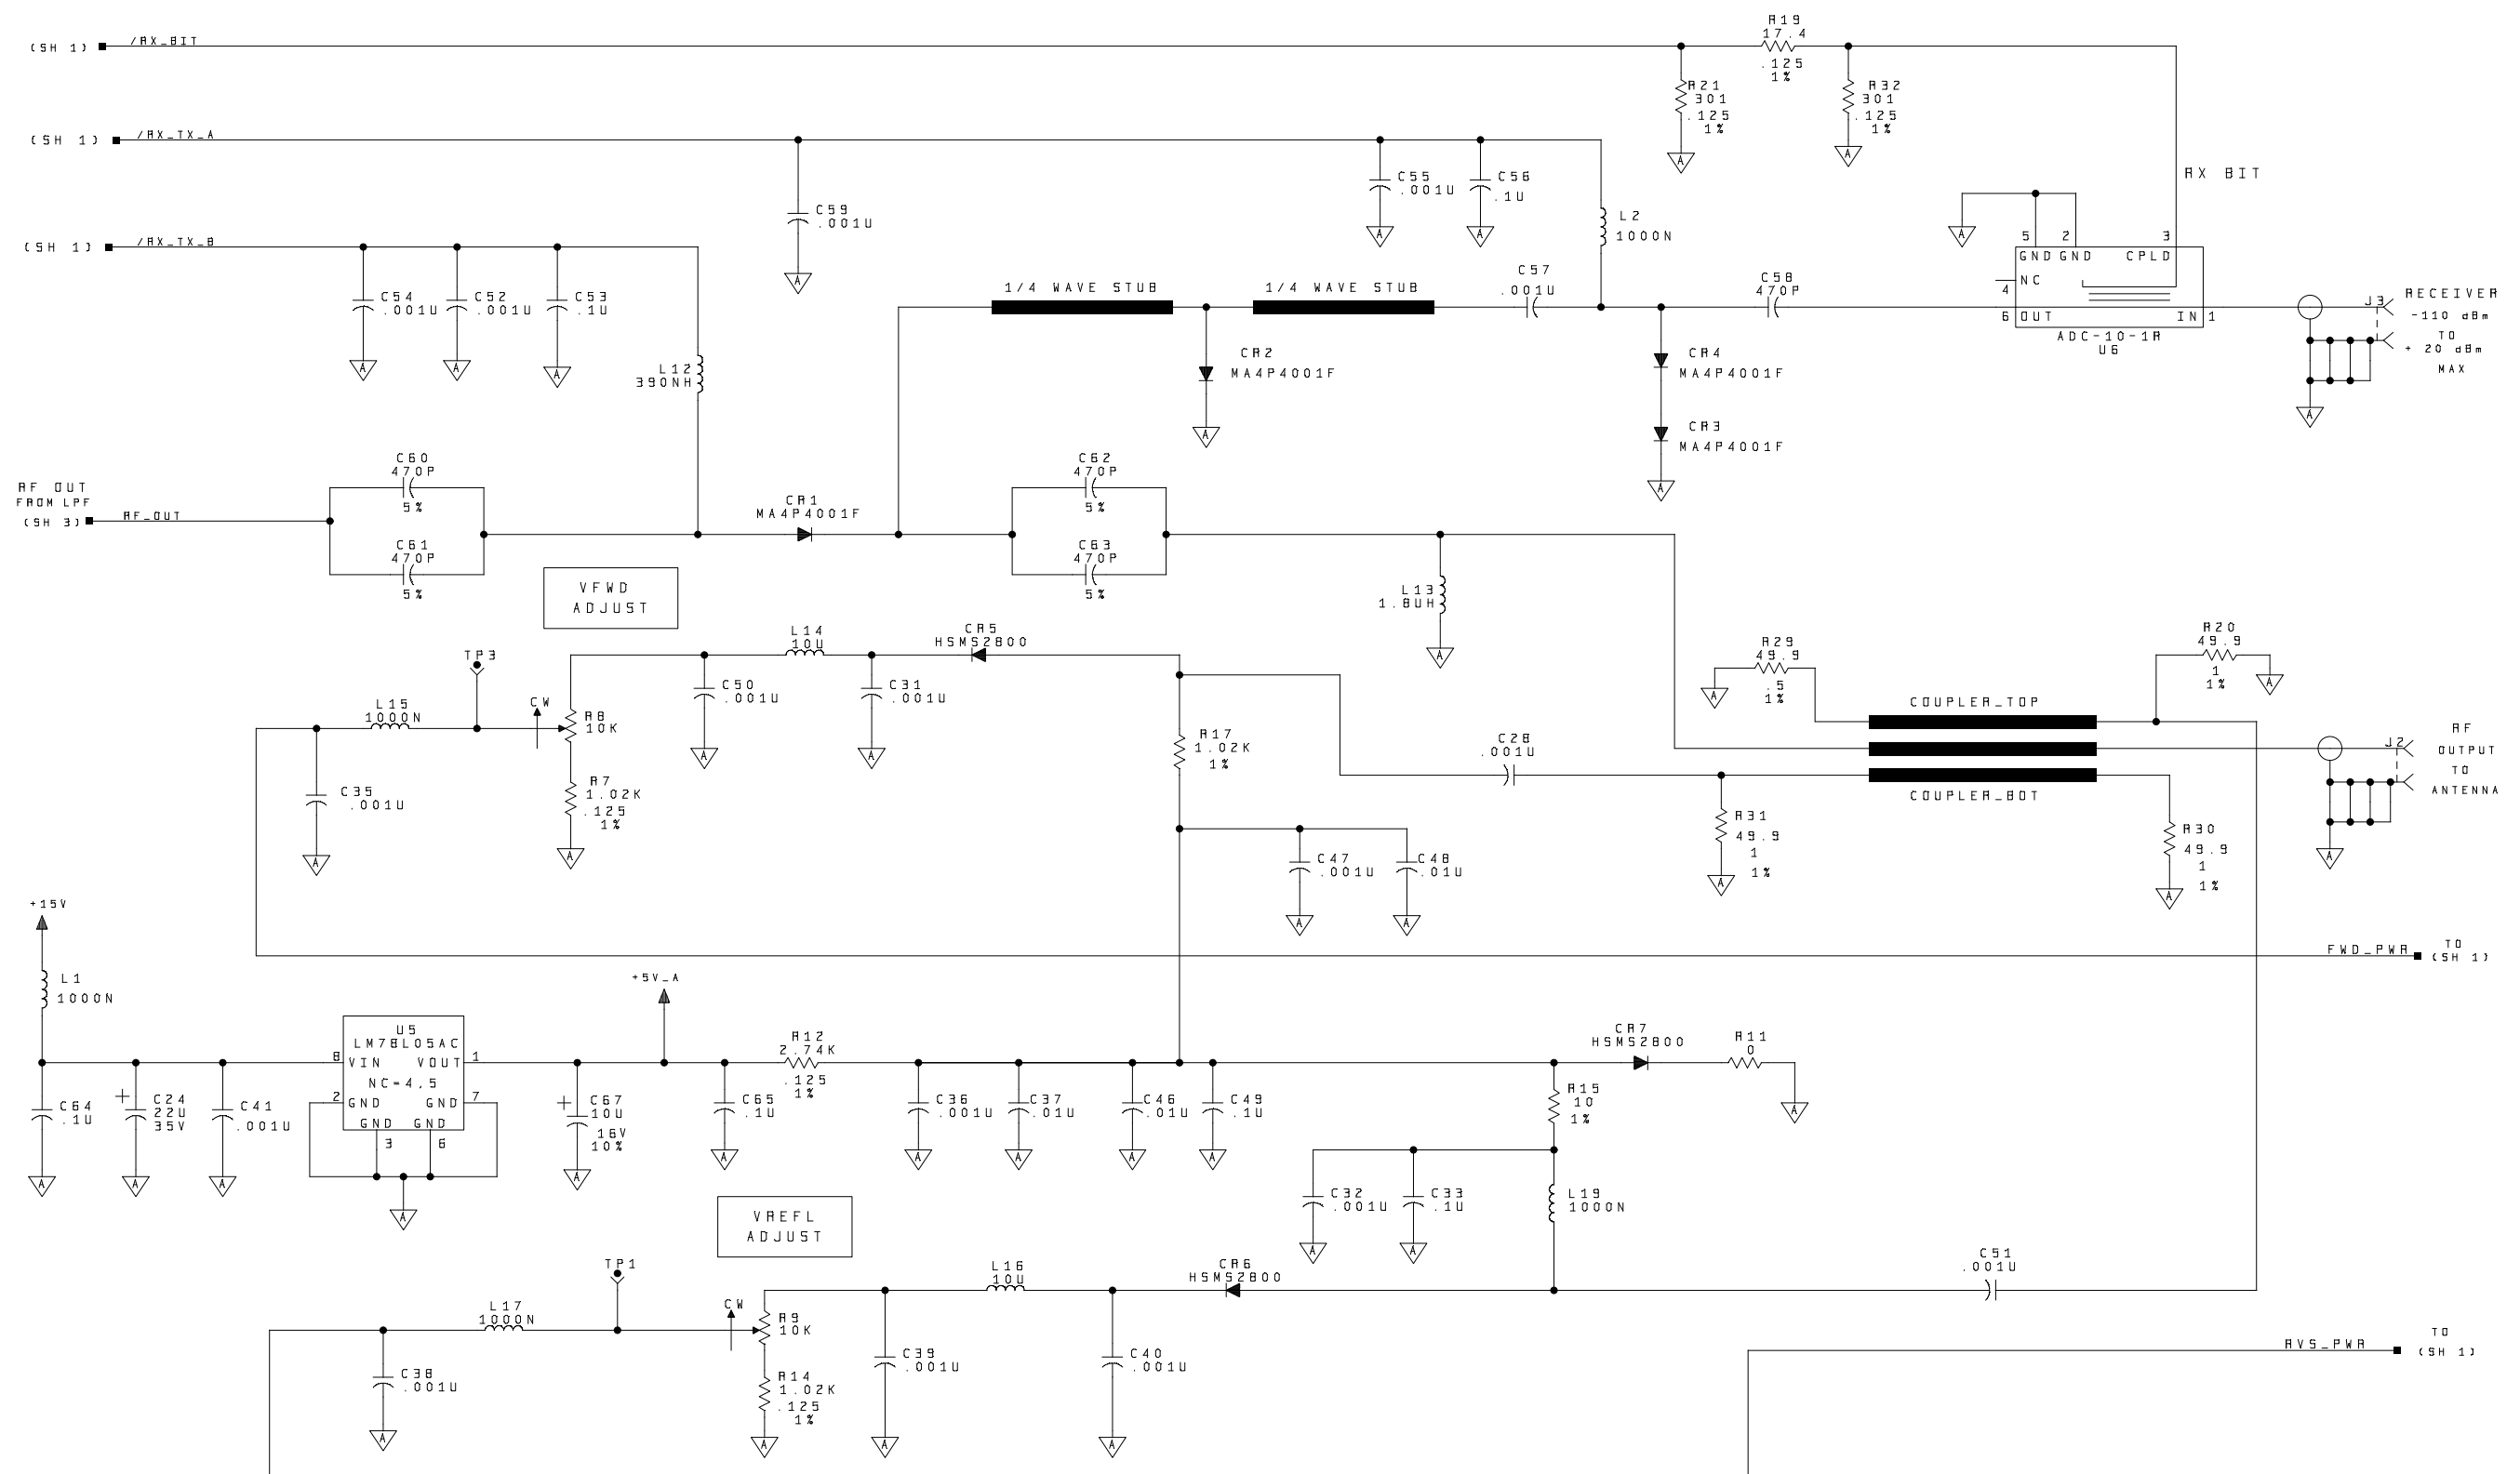 (SH 1)
/RX_BIT
R19
17.4
.125
1%
R21
301
.125
1%
R32
301
.125
1%
(SH 1)
/RX_TX_A
C59
.001U
C55
.001U
C56
.1U
L2
1000N
RX BIT
(SH 1)
/RX_TX_B
C54
.001U
C52
.001U
C53
.1U
L12
390NH
1/4 WAVE STUB
1/4 WAVE STUB
C57
.001U
C58
470P
5
2
3
GND GND CPLD
NC
4
6 OUT
IN 1
ADC-10-1R
U6
J3
RECEIVER
-110 dBm
TO
+ 20 dBm
MAX
A
CR2
MA4P4001F
CR4
MA4P4001F
CR3
MA4P4001F
RF OUT
FROM LPF
(SH 3)
RF_OUT
C60
470P
5%
C61
470P
5%
CR1
MA4P4001F
C62
470P
5%
C63
470P
5%
L13
1.8UH
VFWD
ADJUST
TP3
L15
1000N
CW
R8
10K
R7
1.02K
.125
1%
C35
.001U
C50
.001U
L14
10U
C31
.001U
CR5
HSMS2800
R17
1.02K
1%
C28
.001U
C47
.001U
C48
.01U
R29
49.9
.5
1%
R20
49.9
1
1%
COUPLER_TOP
COUPLER_BOT
R31
49.9
1
1%
R30
49.9
1
1%
J2
RF
OUTPUT
TO
ANTENNA
FWD_PWR
TO
(SH 1)
+15V
L1
1000N
C64
.1U
C24
22U
35V
C41
.001U
U5
LM78L05AC
8
VIN VOUT
1
NC=4,5
2
GND GND
7
GND GND
3
6
+5V_A
C67
10U
16V
10%
C65
.1U
R12
2.74K
.125
1%
C36
.001U
C37
.01U
C46
.01U
C49
.1U
CR7
HSMS2800
R11
0
R15
10
1%
C32
.001U
C33
.1U
L19
1000N
VREFL
ADJUST
TP1
L17
1000N
CW
R9
10K
R14
1.02K
.125
1%
C38
.001U
C39
.001U
L16
10U
C40
.001U
CR6
HSMS2800
C51
.001U
RVS_PWR
TO
(SH 1)